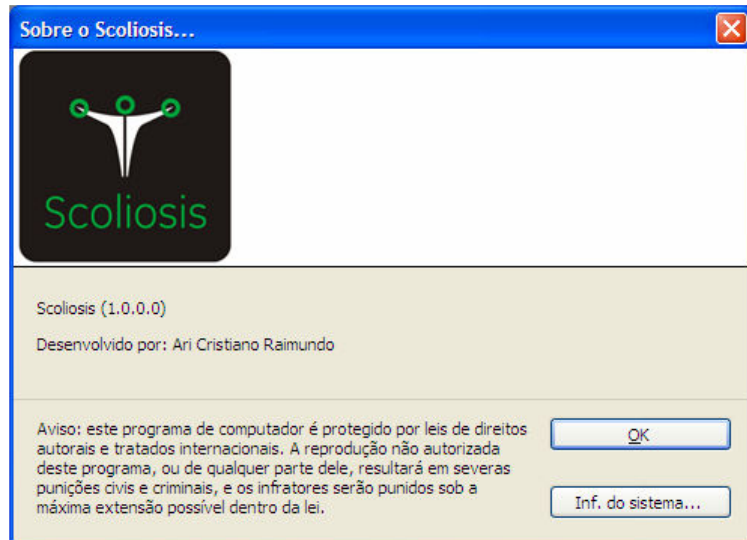 Sobre o Scoliosis...
Scoliosis
Scoliosis (1.0.0.0)
Desenvolvido por: Ari Cristiano Raimundo
Aviso: este programa de computador é protegido por leis de direitos
autorais e tratados internacionais. A reprodução não autorizada
deste programa, ou de qualquer parte dele, resultará em severas
punições civis e criminais, e os infratores serão punidos sob a
máxima extensão possível dentro da lei.
OK
Inf. do sistema...